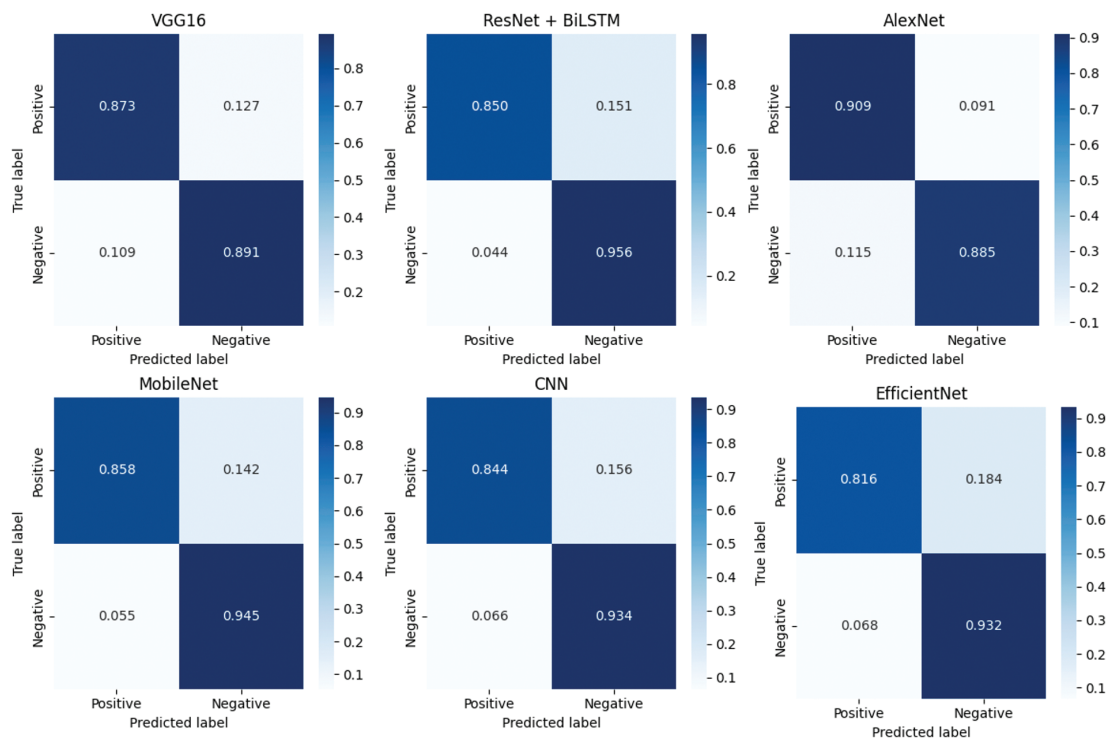 VGG16
Positive
Negative
True label
0.873
0.127
0.109
0.891
Positive
Negative
Predicted label
0.8
0.7
0.6
0.5
0.4
0.3
0.2
ResNet + BiLSTM
Positive
Negative
True label
0.850
0.151
0.044
0.956
Positive
Negative
Predicted label
0.8
0.6
0.4
0.2
AlexNet
Positive
Negative
True label
0.909
0.091
0.115
0.885
Positive
Negative
Predicted label
0.9
0.8
0.7
0.6
0.5
0.4
0.3
0.2
0.1
MobileNet
Positive
Negative
True label
0.858
0.142
0.055
0.945
Positive
Negative
Predicted label
0.9
0.8
0.7
0.6
0.5
0.4
0.3
0.2
0.1
CNN
Positive
Negative
True label
0.844
0.156
0.066
0.934
Positive
Negative
Predicted label
0.9
0.8
0.7
0.6
0.5
0.4
0.3
0.2
0.1
EfficientNet
Positive
Negative
True label
0.816
0.184
0.068
0.932
Positive
Negative
Predicted label
0.9
0.8
0.7
0.6
0.5
0.4
0.3
0.2
0.1